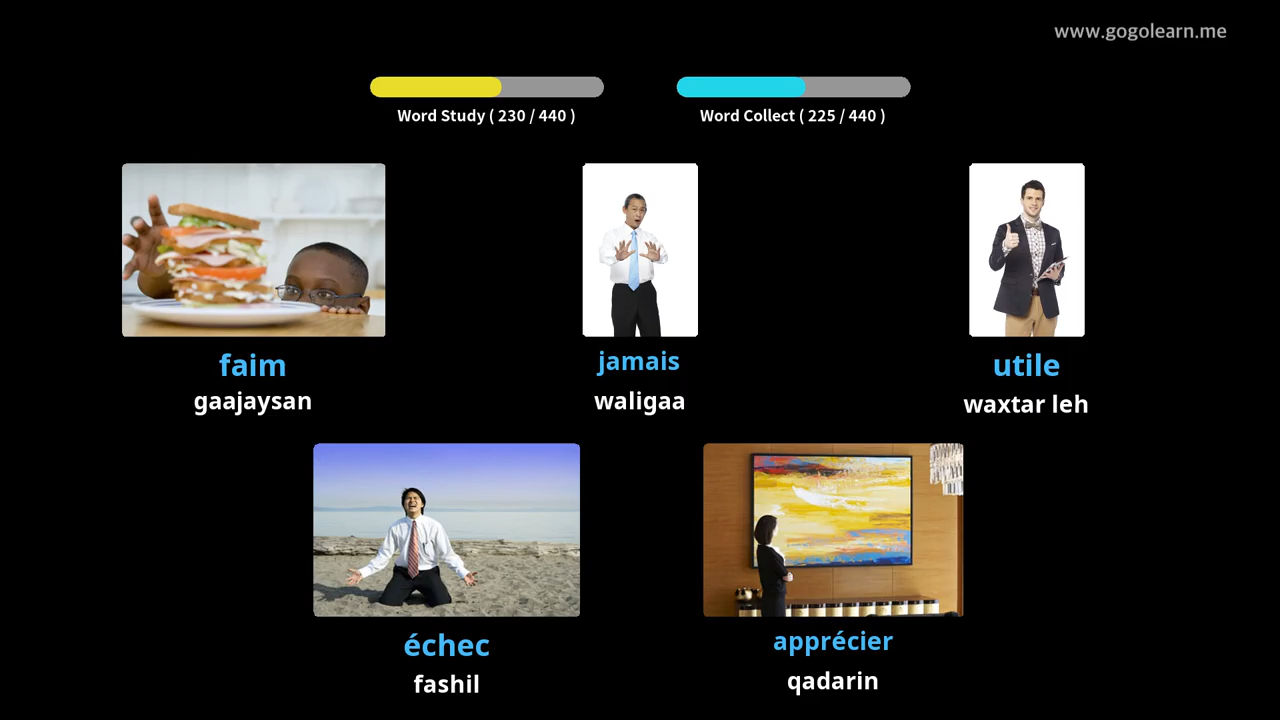 www.gogolearn.me
Word Study ( 230 / 440 )
Word Collect ( 225 / 440 )
faim
gaajaysan
jamais
waligaa
utile
waxtar leh
échec
fashil
apprécier
qadarin